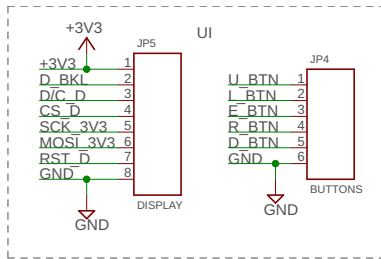 +3V3
UI
JP5
+3V3 1
D_BKL 2
D/C_D 3
CS_D 4
SCK_3V3 5
MOSI_3V3 6
RST_D 7
GND 8
DISPLAY
GND
JP4
U_BTN 1
L_BTN 2
E_BTN 3
R_BTN 4
D_BTN 5
GND 6
BUTTONS
GND